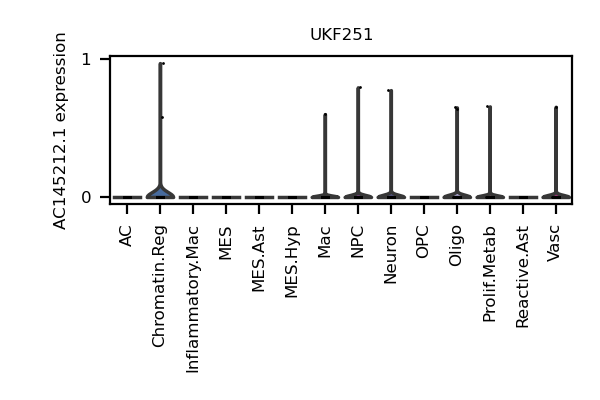 UKF251
AC145212.1 expression
1
0
AC
Chromatin.Reg
Inflammatory.Mac
MES
MES.Ast
MES.Hyp
Mac
NPC
Neuron
OPC
Oligo
Prolif.Metab
Reactive.Ast
Vasc